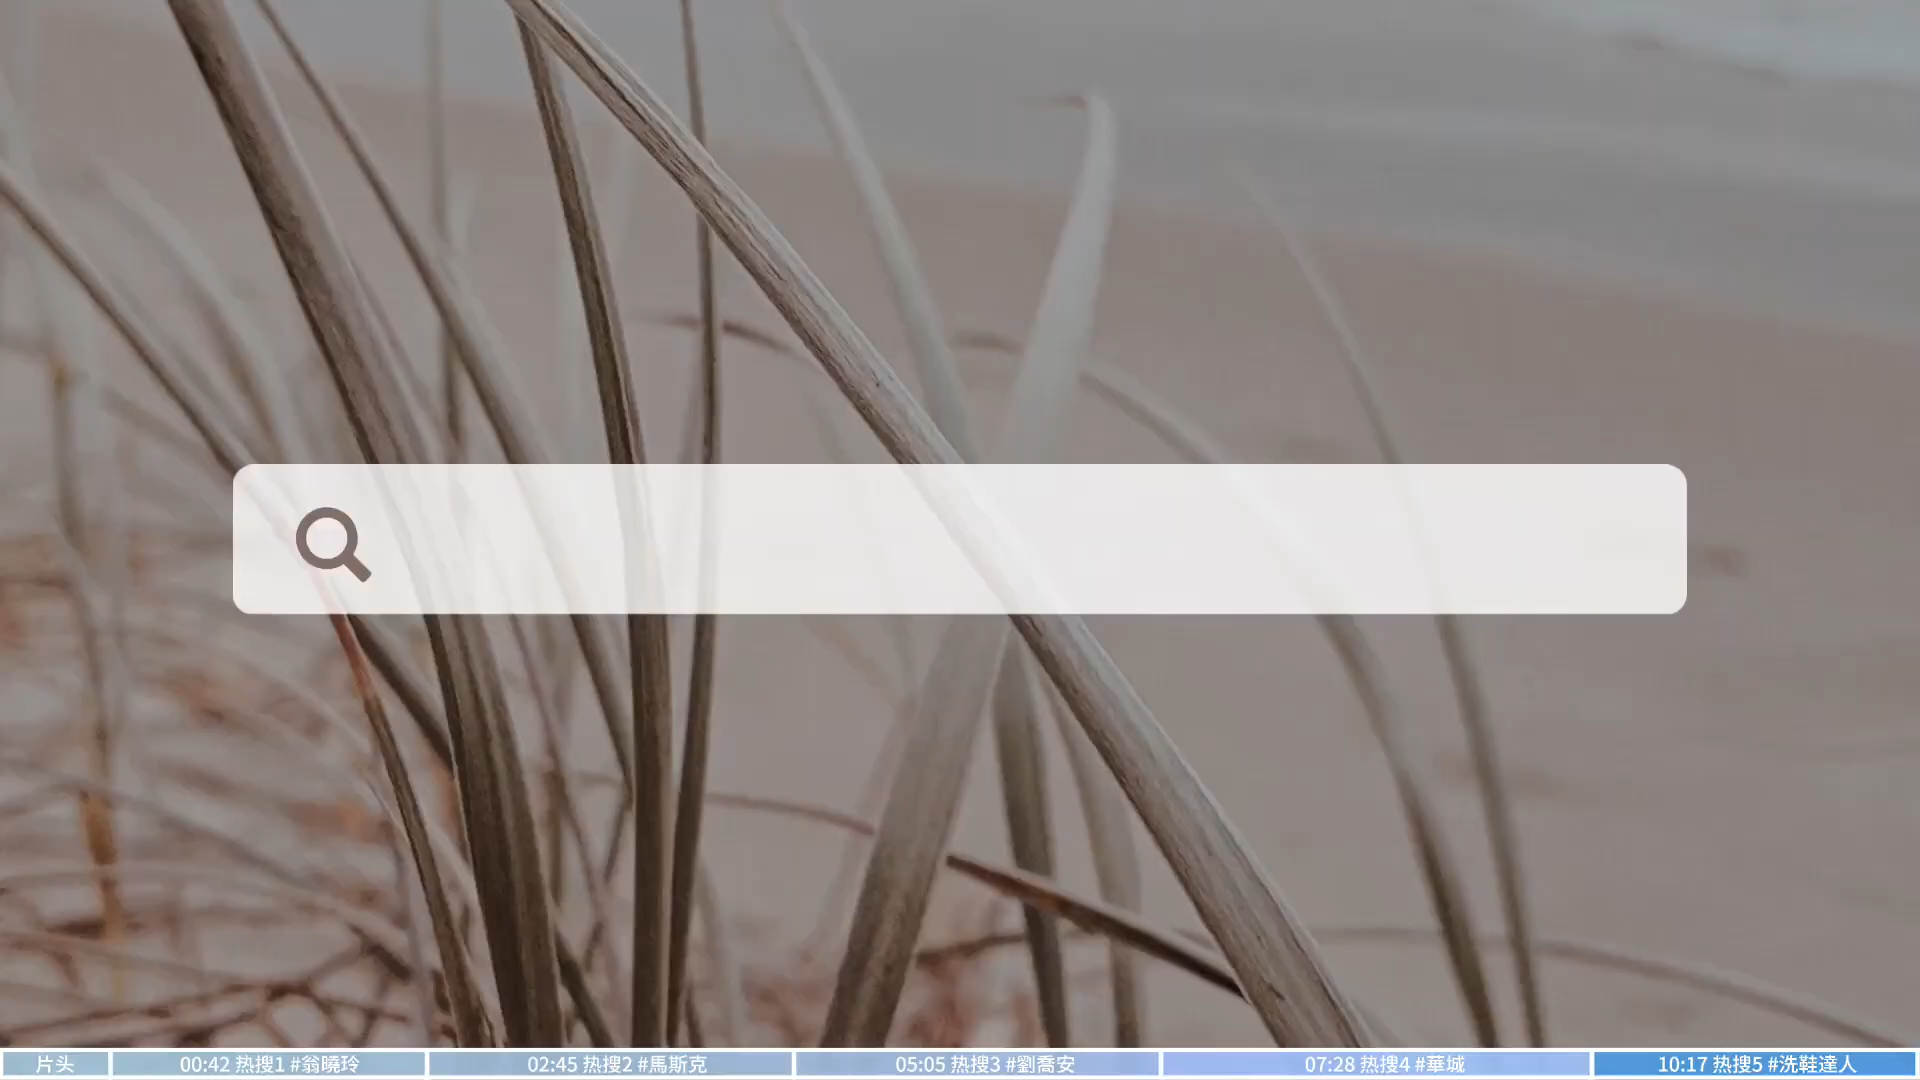 片头
00:42 热搜1 #翁曉玲
02:45 热搜2 #馬斯克
05:05 热搜3 #劉喬安
07:28 热搜4 #華城
10:17 热搜5 #洗鞋達人